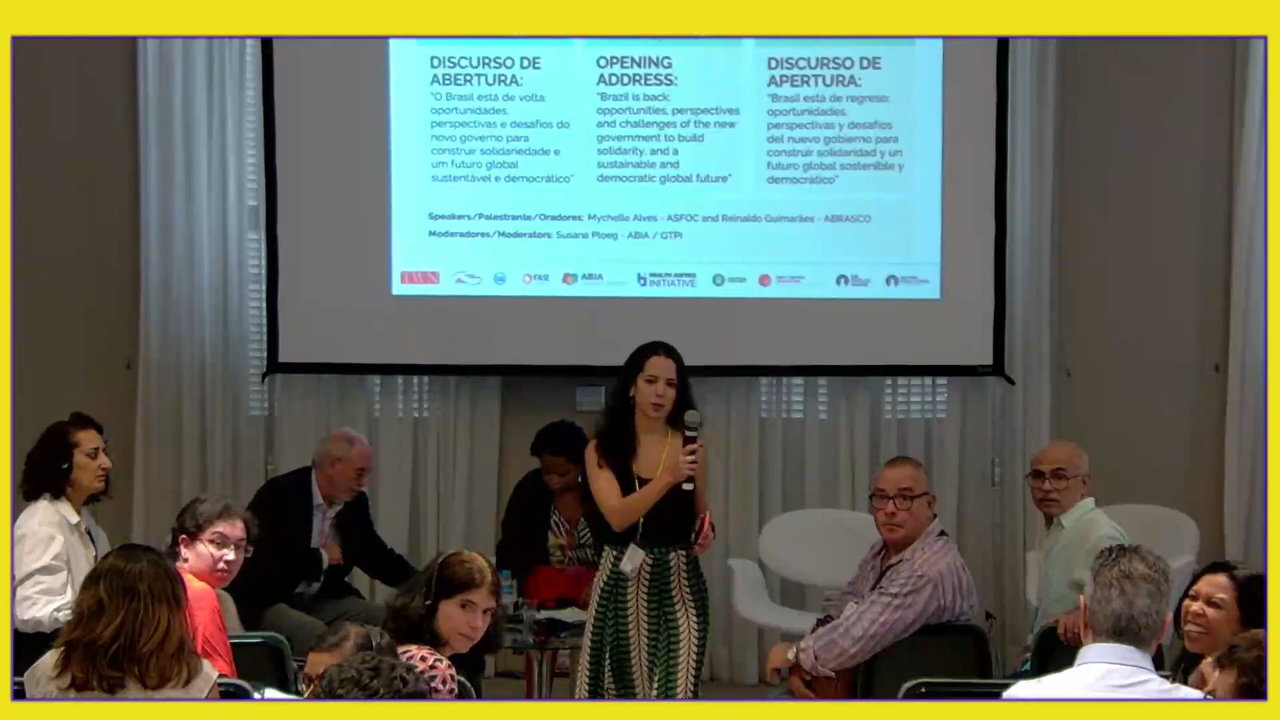 DISCURSO DE
ABERTURA:
"O Brasil está de volta:
oportunidades,
perspectivas e desafios do
novo governo para
construir solidariedade e
um futuro global
sustentável e democrático"
OPENING
ADDRESS:
"Brazil is back:
opportunities, perspectives
and challenges of the new
government to build
solidarity, and a
sustainable and
democratic global future"
DISCURSO DE
APERTURA:
"Brasil está de regreso:
oportunidades,
perspectivas y desafíos
del nuevo gobierno para
construir solidaridad y un
futuro global sostenible y
democrático"
Speakers/Palestrante/Oradores: Mychelle Alves - ASFOC and Reinaldo Guimarães - ABRASCO
Moderadores/Moderators: Susana Ploeg - ABIA / GTPI
TWN
FASE
ABIA
HEALTH JUSTICE
INITIATIVE